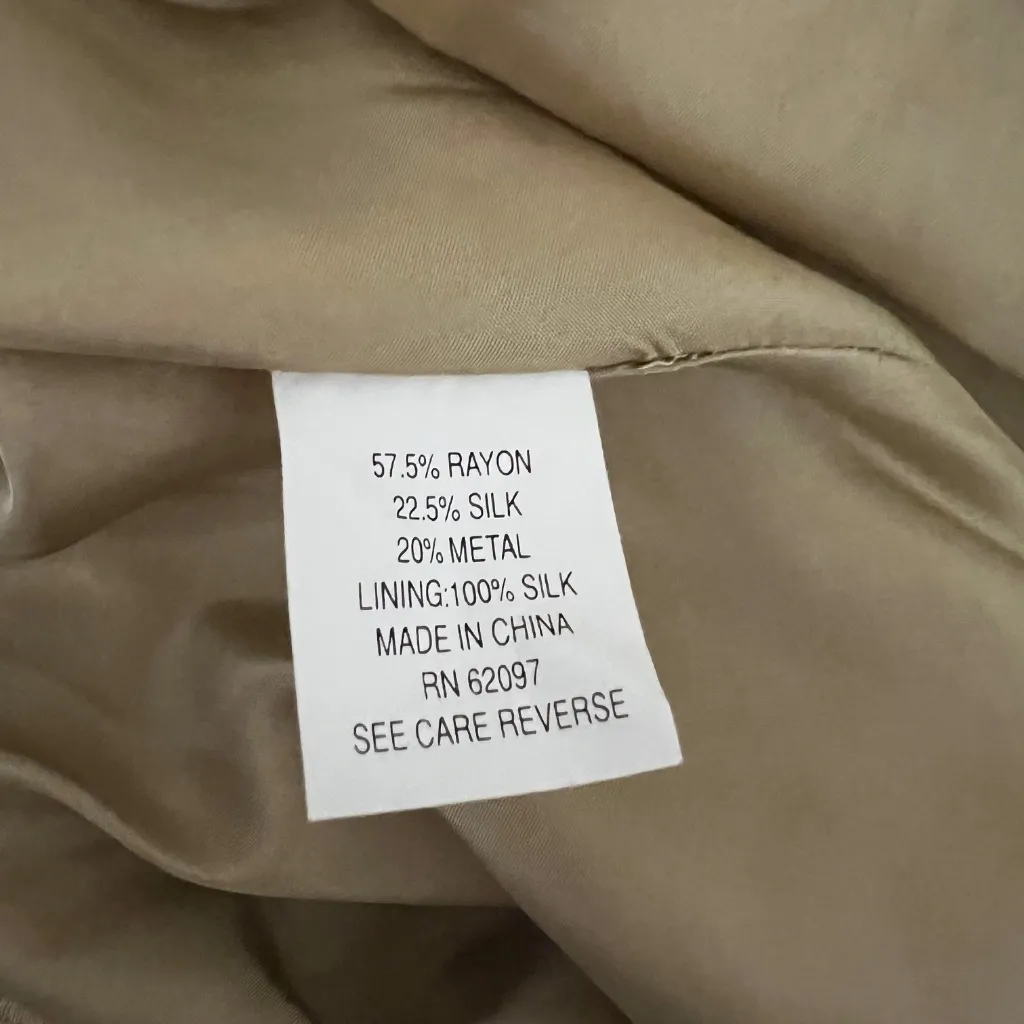 57.5% RAYON
22.5% SILK
20% METAL
LINING:100% SILK
MADE IN CHINA
RN 62097
SEE CARE REVERSE